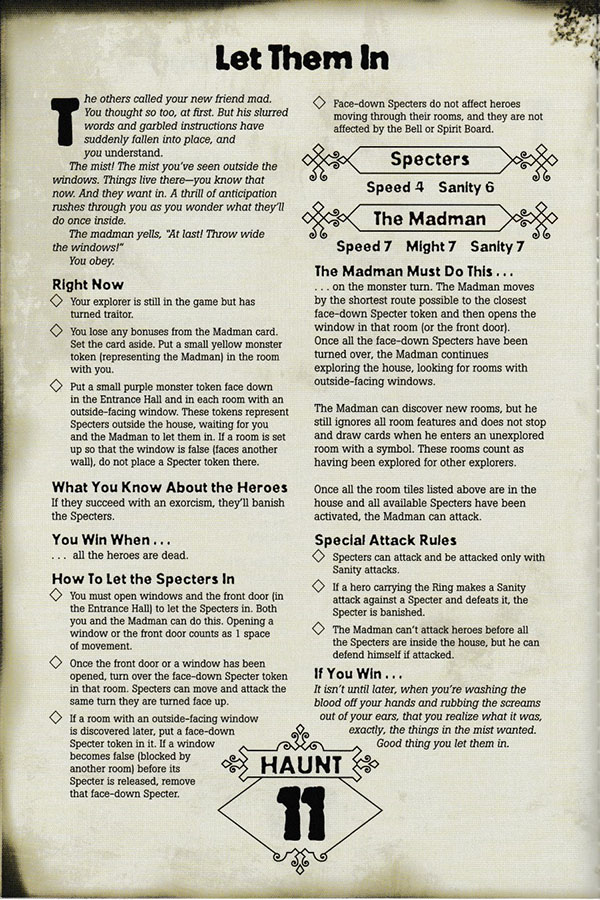 Let Them In
The others called your new friend mad.
You thought so too, at first. But his slurred
words and garbled instructions have
suddenly fallen into place, and
you understand.
The mist! The mist you've seen outside the
windows. Things live there—you know that
now. And they want in. A thrill of anticipation
rushes through you as you wonder what they'll
do once inside.
The madman yells, "At last! Throw wide
the windows!"
You obey.
Right Now
Your explorer is still in the game but has
turned traitor.
You lose any bonuses from the Madman card.
Set the card aside. Put a small yellow monster
token (representing the Madman) in the room
with you.
Put a small purple monster token face down
in the Entrance Hall and in each room with an
outside-facing window. These tokens represent
Specters outside the house, waiting for you
and the Madman to let them in. If a room is set
up so that the window is false (faces another
wall), do not place a Specter token there.
What You Know About the Heroes
If they succeed with an exorcism, they'll banish
the Specters.
You Win When . . .
. . . all the heroes are dead.
How To Let the Specters In
You must open windows and the front door (in
the Entrance Hall) to let the Specters in. Both
you and the Madman can do this. Opening a
window or the front door counts as 1 space
of movement.
Once the front door or a window has been
opened, turn over the face-down Specter token
in that room. Specters can move and attack the
same turn they are turned face up.
If a room with an outside-facing window
is discovered later, put a face-down
Specter token in it. If a window
becomes false (blocked by
another room) before its
Specter is released, remove
that face-down Specter.
Face-down Specters do not affect heroes
moving through their rooms, and they are not
affected by the Bell or Spirit Board.
Specters
Speed 4 Sanity 6
The Madman
Speed 7 Might 7 Sanity 7
The Madman Must Do This . . .
. . . on the monster turn. The Madman moves
by the shortest route possible to the closest
face-down Specter token and then opens the
window in that room (or the front door).
Once all the face-down Specters have been
turned over, the Madman continues
exploring the house, looking for rooms with
outside-facing windows.
The Madman can discover new rooms, but he
still ignores all room features and does not stop
and draw cards when he enters an unexplored
room with a symbol. These rooms count as
having been explored for other explorers.
Once all the room tiles listed above are in the
house and all available Specters have been
activated, the Madman can attack.
Special Attack Rules
Specters can attack and be attacked only with
Sanity attacks.
If a hero carrying the Ring makes a Sanity
attack against a Specter and defeats it, the
Specter is banished.
The Madman can't attack heroes before all
the Specters are inside the house, but he can
defend himself if attacked.
If You Win . . .
It isn't until later, when you're washing the
blood off your hands and rubbing the screams
out of your ears, that you realize what it was,
exactly, the things in the mist wanted.
Good thing you let them in.
HAUNT
11